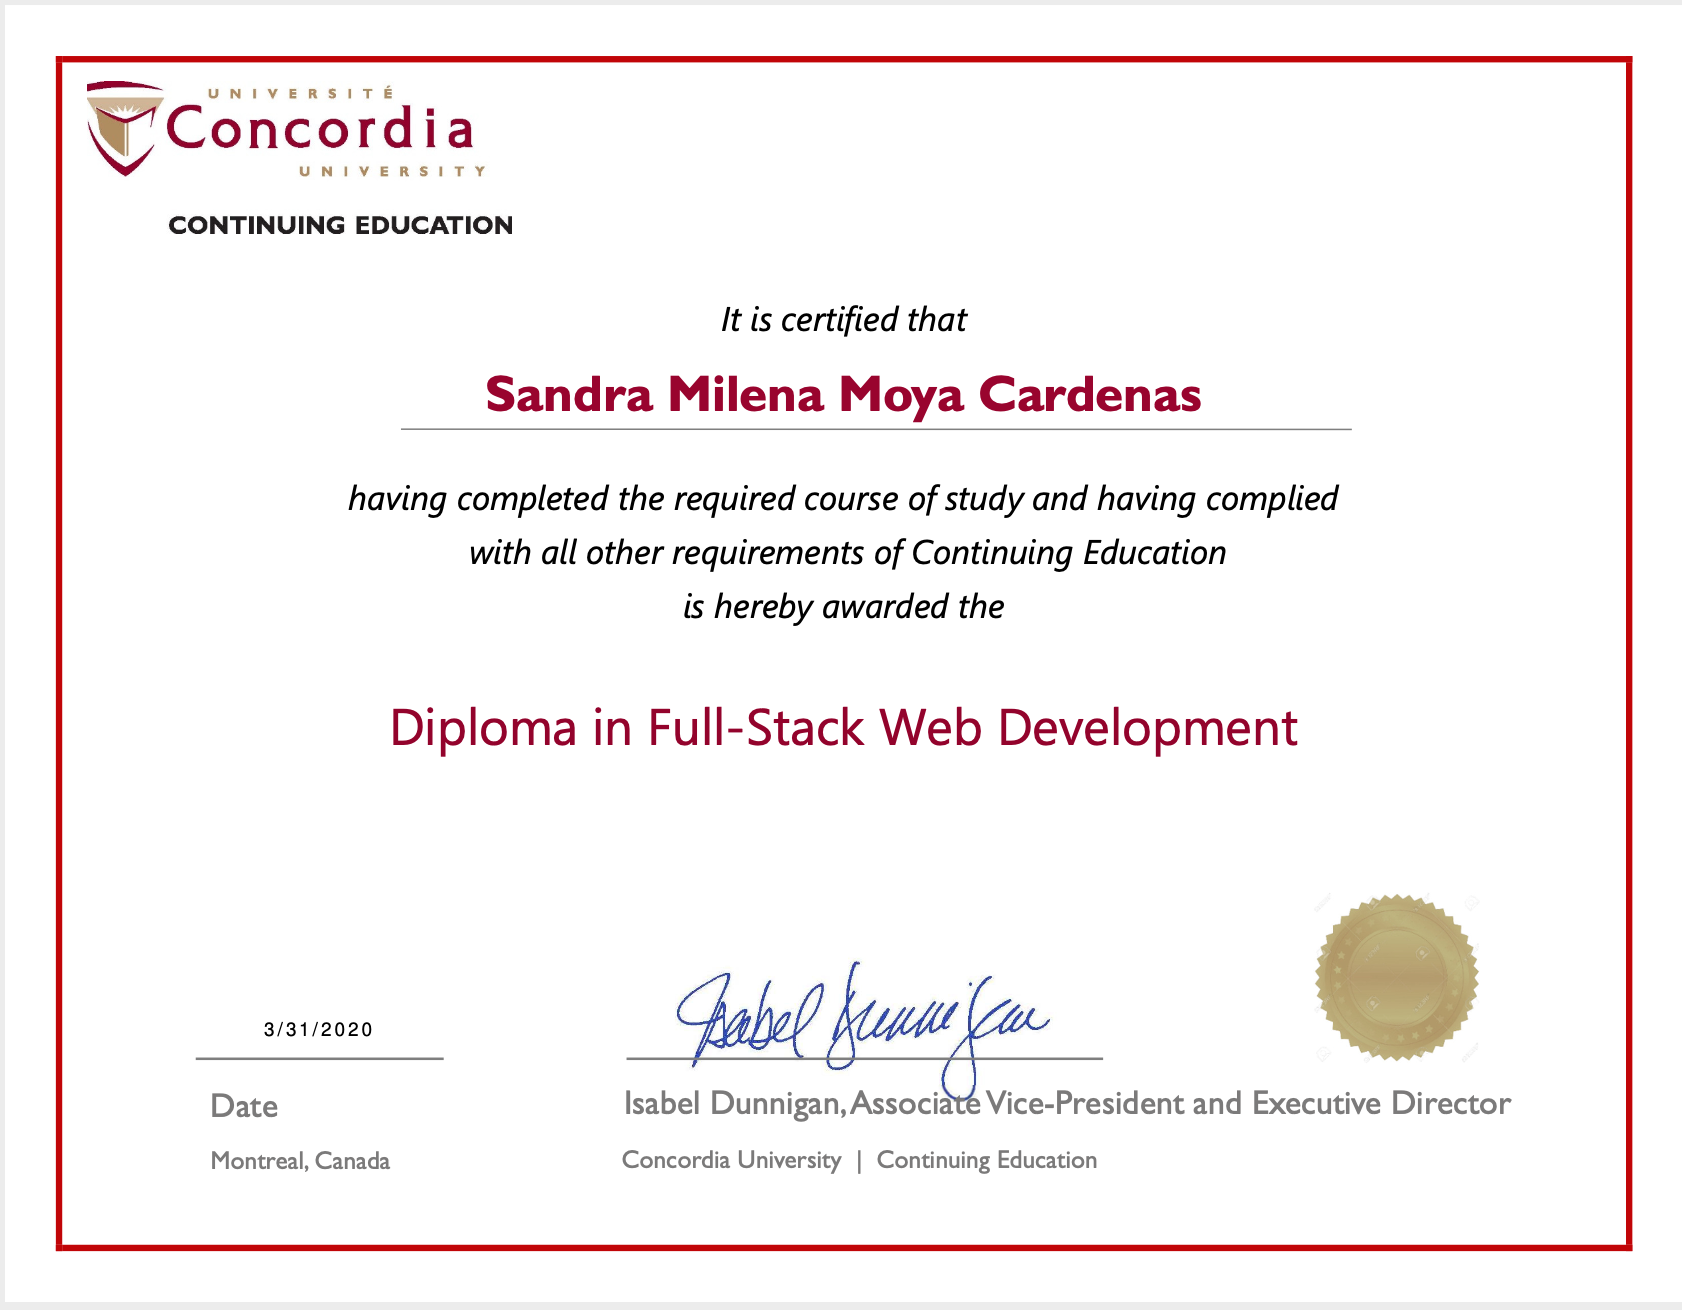 UNIVERSITÉ
Concordia
UNIVERSITY
CONTINUING EDUCATION
It is certified that
Sandra Milena Moya Cardenas
having completed the required course of study and having complied
with all other requirements of Continuing Education
is hereby awarded the
Diploma in Full-Stack Web Development
3/31/2020
Isabel Dunnigan
Date
Isabel Dunnigan, Associate Vice-President and Executive Director
Montreal, Canada
Concordia University | Continuing Education